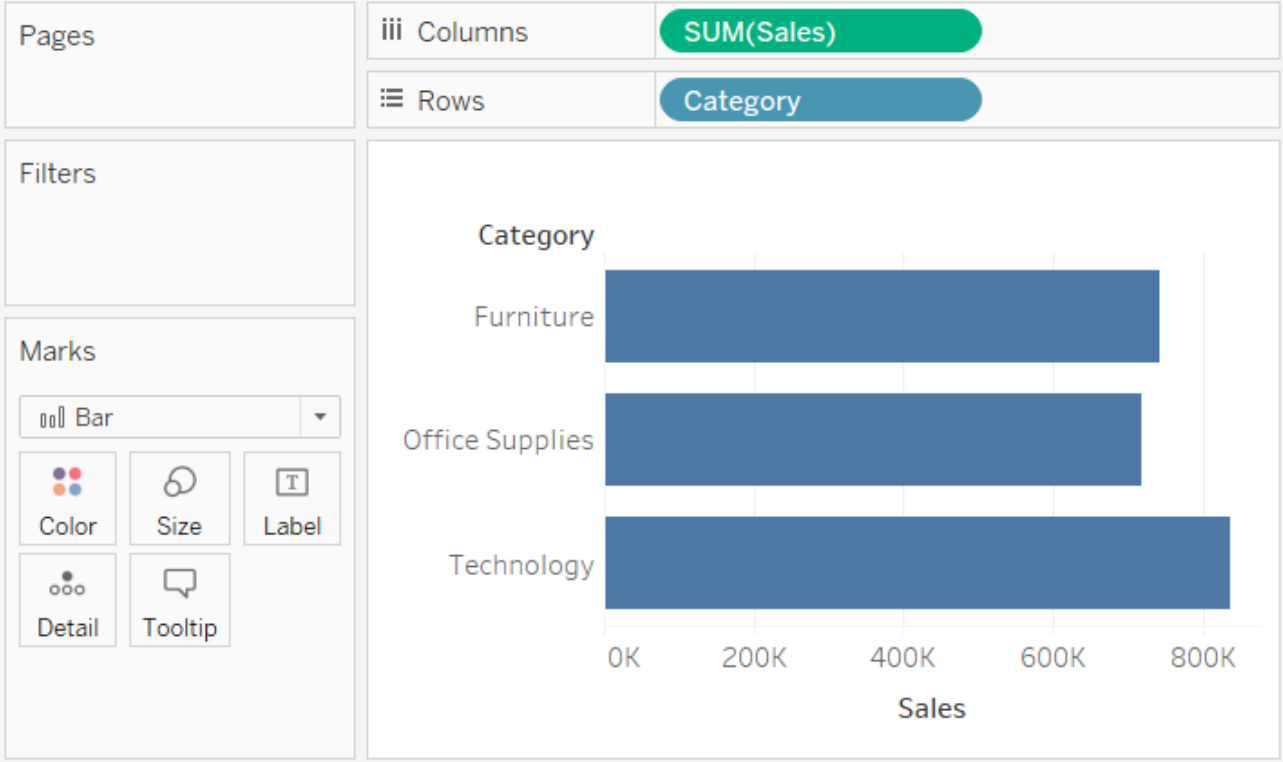 Pages
Columns
SUM(Sales)
Rows
Category
Filters
Marks
Bar
Color
Size
T
Label
Detail
Tooltip
Category
Furniture
Office Supplies
Technology
0K 200K 400K 600K 800K
Sales